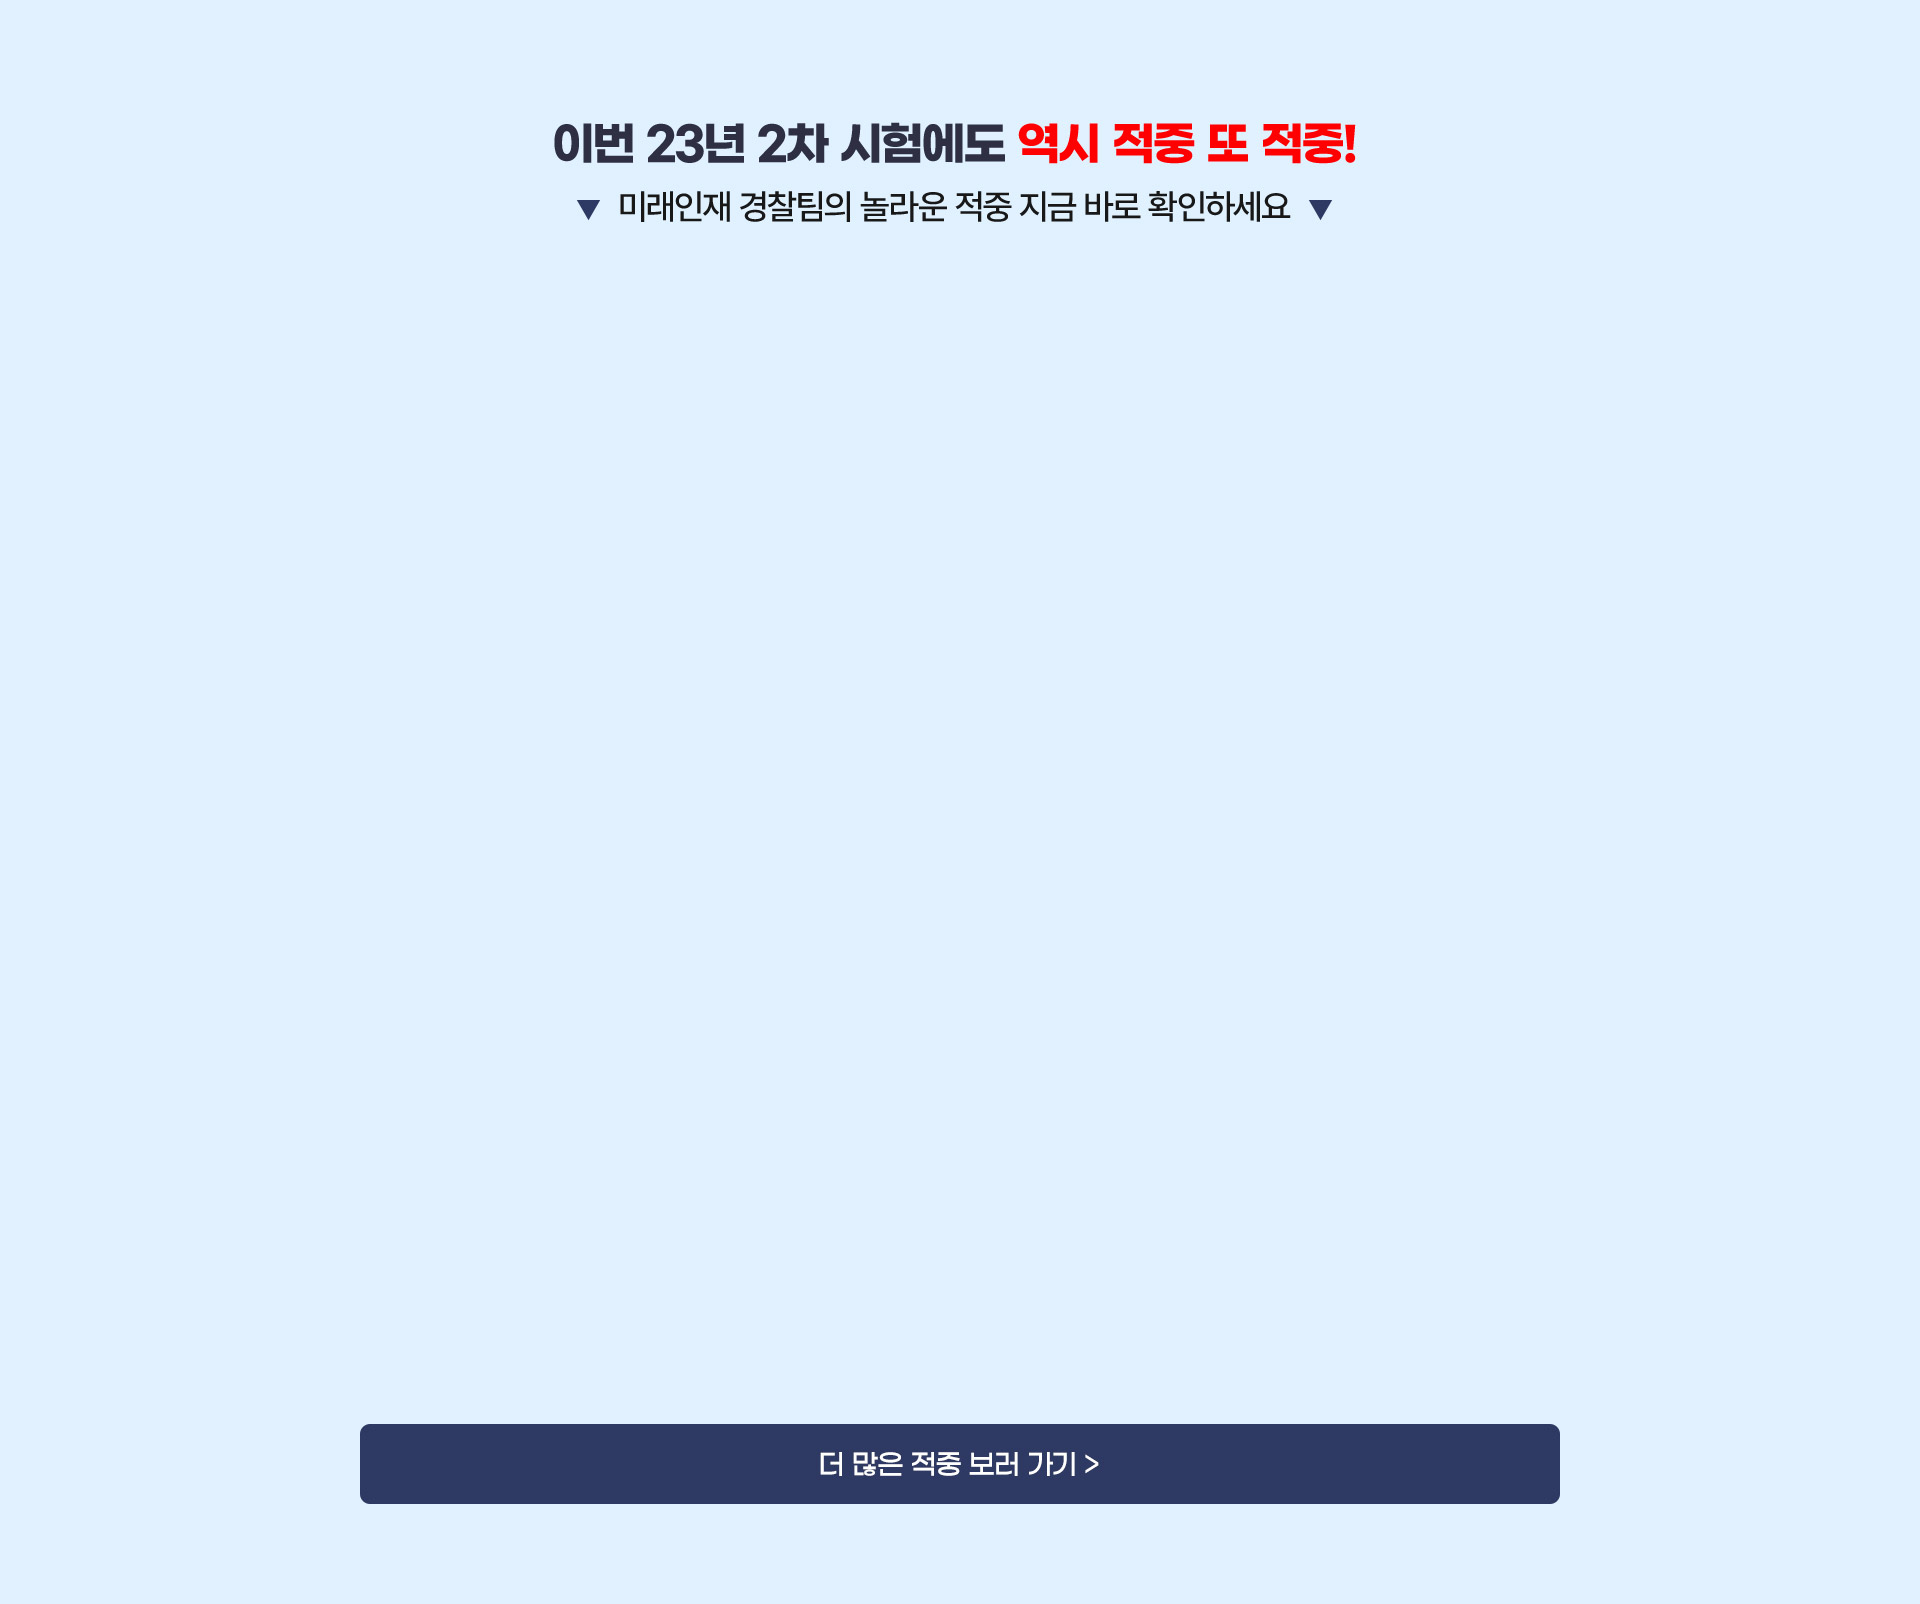 이번 23년 2차 시험에도 역시 적중 또 적중!
▼ 미래인재 경찰팀의 놀라운 적중 지금 바로 확인하세요 ▼
더 많은 적중 보러 가기 >